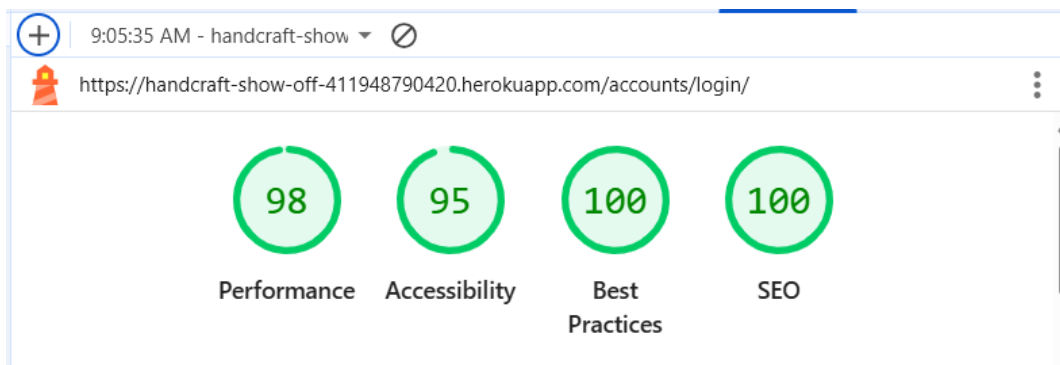 9:05:35 AM - handcraft-show
https://handcraft-show-off-411948790420.herokuapp.com/accounts/login/
98 95 100 100
Performance Accessibility Best Practices SEO